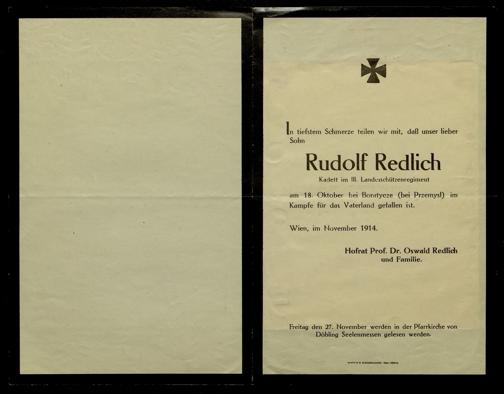 In tiefstem Schmerze teilen wir mit, daß unser lieber
Sohn
Rudolf Redlich
Kadett im III. Landesschützenregiment
am 18. Oktober bei Bonityeze (bei Przemysl) im
Kampfe für das Vaterland gefallen ist.
Wien, im November 1914.
Hofrat Prof. Dr. Oswald Redlich
und Familie.
Freitag den 27. November werden in der Pfarrkirche von
Döbling Seelenmessen gelesen werden.